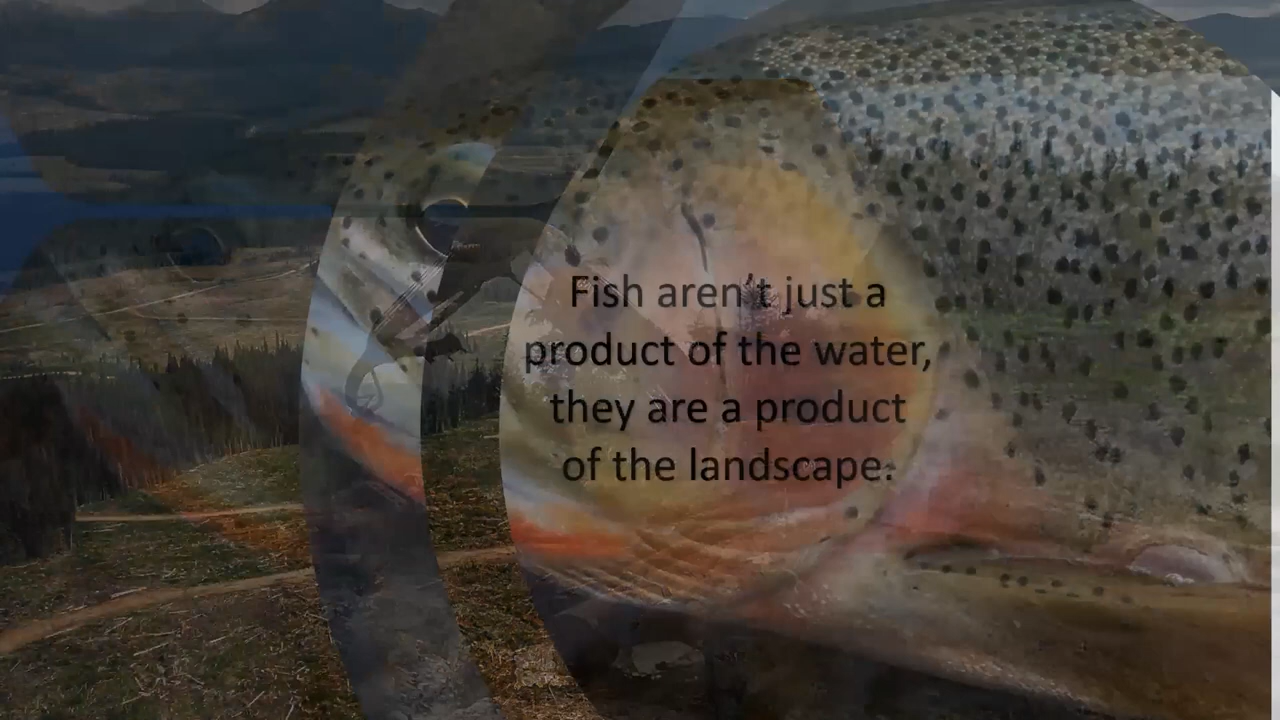 Fish aren't just a
product of the water,
they are a product
of the landscape.